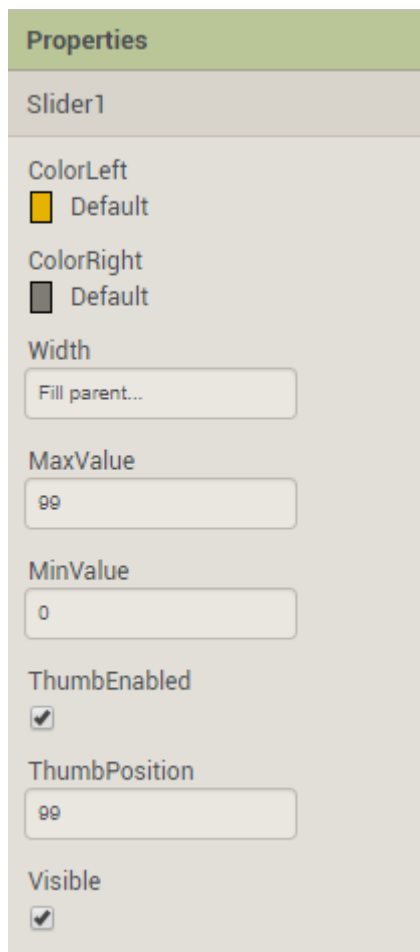 Properties
Slider1
ColorLeft
Default
ColorRight
Default
Width
Fill parent...
MaxValue
99
MinValue
0
ThumbEnabled
ThumbPosition
99
Visible